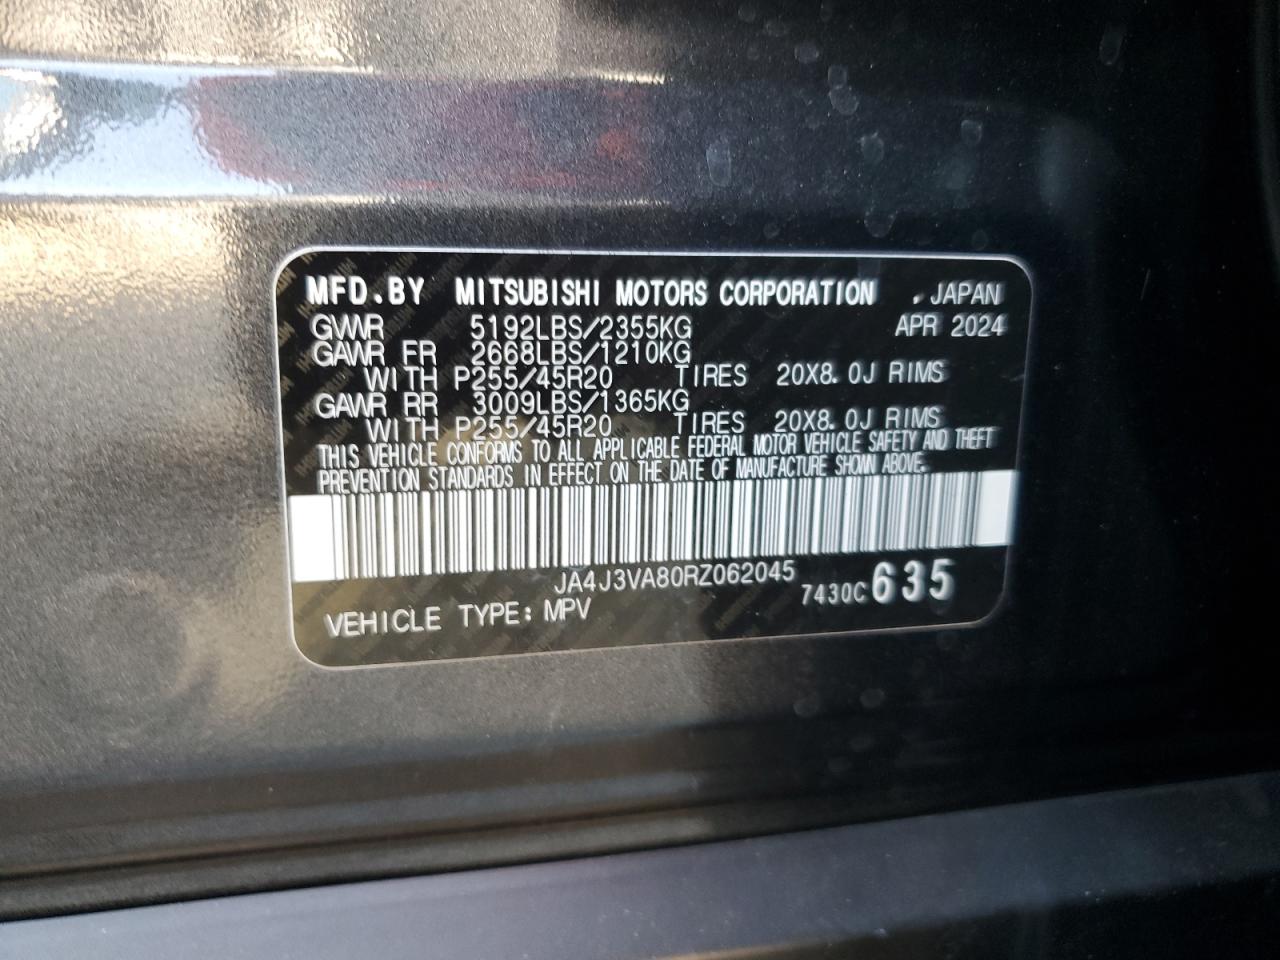 MFD.BY MITSUBISHI MOTORS CORPORATION , JAPAN
GVWR 5192LBS/2355KG APR 2024
GAWR FR 2668LBS/1210KG
WITH P255/45R20 TIRES 20X8.0J RIMS
GAWR RR 3009LBS/1365KG
WITH P255/45R20 TIRES 20X8.0J RIMS
THIS VEHICLE CONFORMS TO ALL APPLICABLE FEDERAL MOTOR VEHICLE SAFETY AND THEFT
PREVENTION STANDARDS IN EFFECT ON THE DATE OF MANUFACTURE SHOWN ABOVE.
JA4J3VA80RZ062045
7430C 635
VEHICLE TYPE: MPV